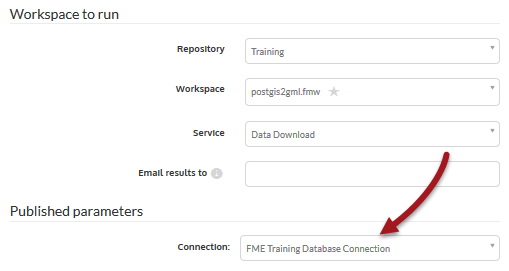 Workspace to run
Repository Training
Workspace postgis2gml.fmw
Service Data Download
Email results to
Published parameters
Connection: FME Training Database Connection